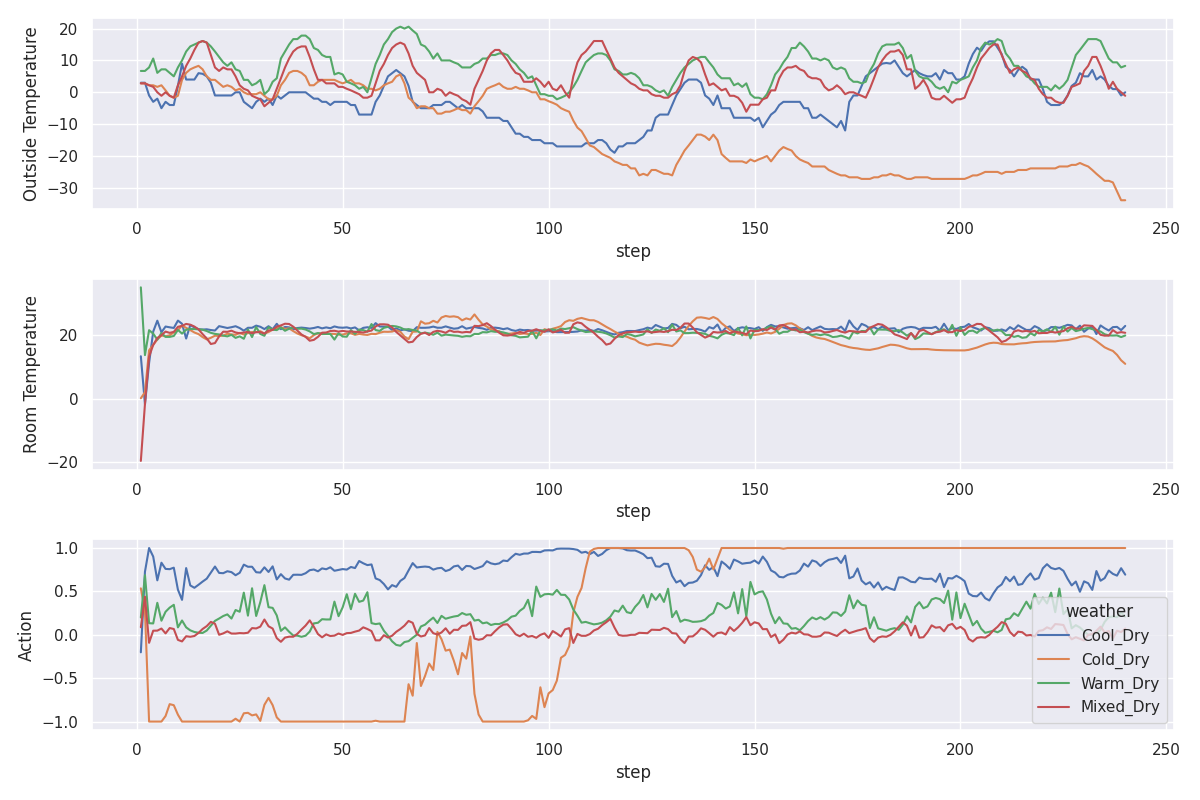 Outside Temperature
20
10
0
−10
−20
−30
0 50 100 150 200 250
step
Room Temperature
20
0
−20
0 50 100 150 200 250
step
Action
1.0
0.5
0.0
−0.5
−1.0
weather
Cool_Dry
Cold_Dry
Warm_Dry
Mixed_Dry
0 50 100 150 200 250
step